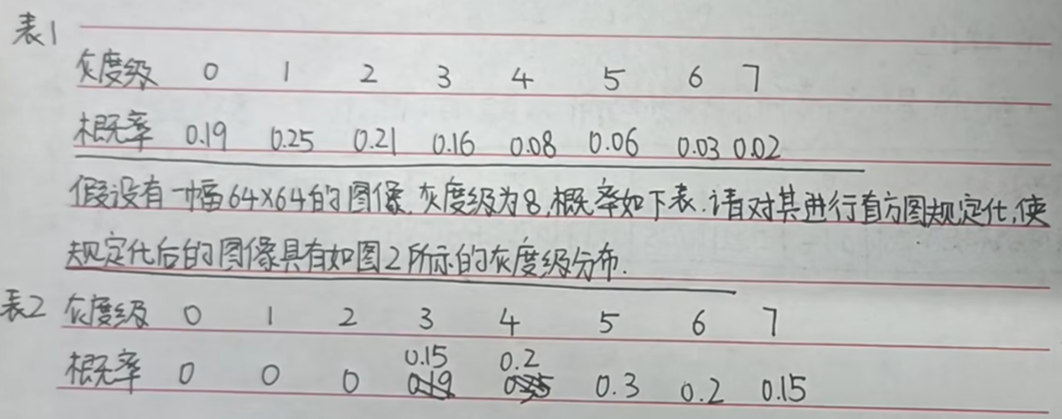 表1
灰度级 0 1 2 3 4 5 6 7
概率 0.19 0.25 0.21 0.16 0.08 0.06 0.03 0.02
假设有一幅64×64的图像,灰度级为8,概率如下表.请对其进行直方图规定化,使
规定化后的图像具有如图2所示的灰度级分布.
表2 灰度级 0 1 2 3 4 5 6 7
0.15 0.2
概率 0 0 0 0.3 0.2 0.15